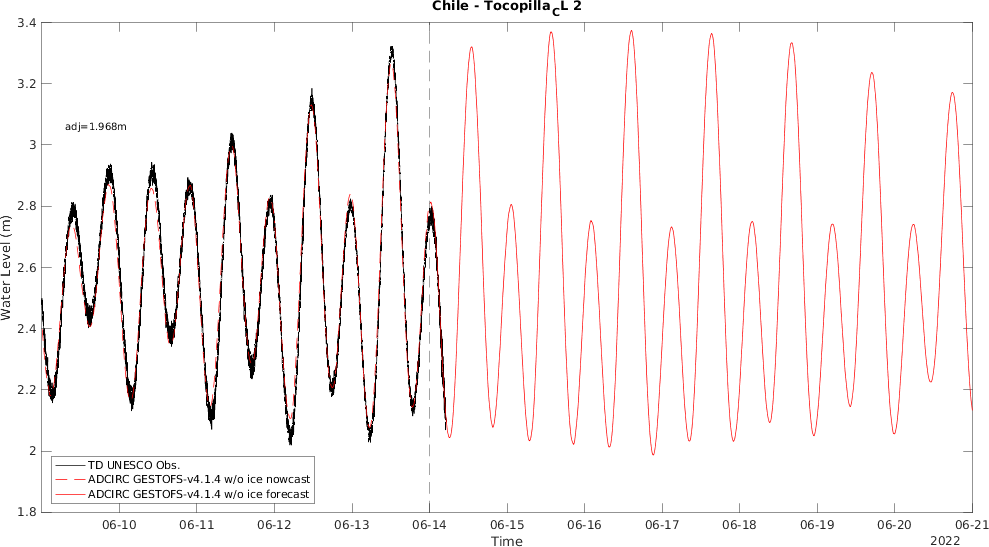 Chile - Tocopilla_CL 2
3.4
3.2
3
2.8
2.6
2.4
2.2
2
1.8
Water Level (m)
adj=1.968m
TD UNESCO Obs.
ADCIRC GESTOFS-v4.1.4 w/o ice nowcast
ADCIRC GESTOFS-v4.1.4 w/o ice forecast
06-10 06-11 06-12 06-13 06-14 06-15 06-16 06-17 06-18 06-19 06-20 06-21
Time
2022